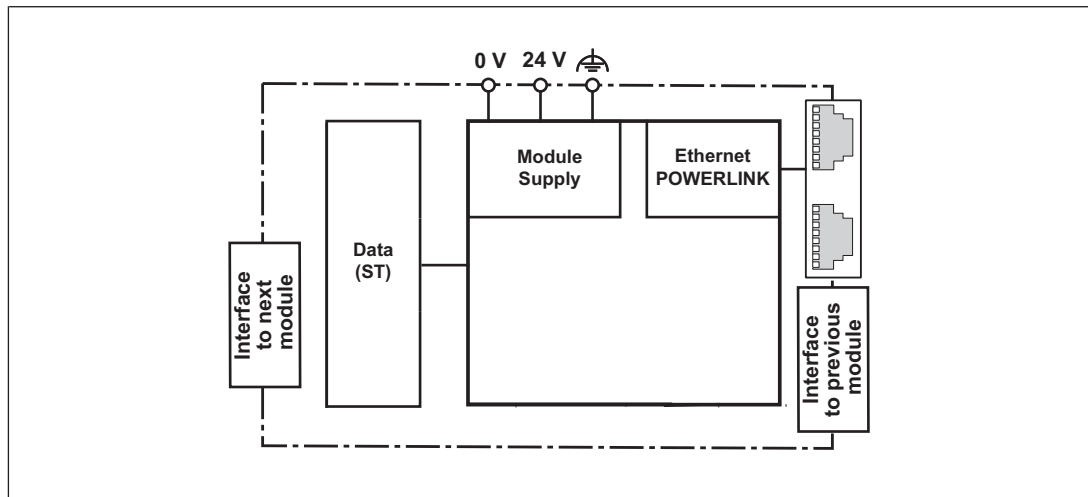 0 V 24 V
Module
Supply
Ethernet
POWERLINK
Data
(ST)
Interface
to next
module
Interface
to previous
module